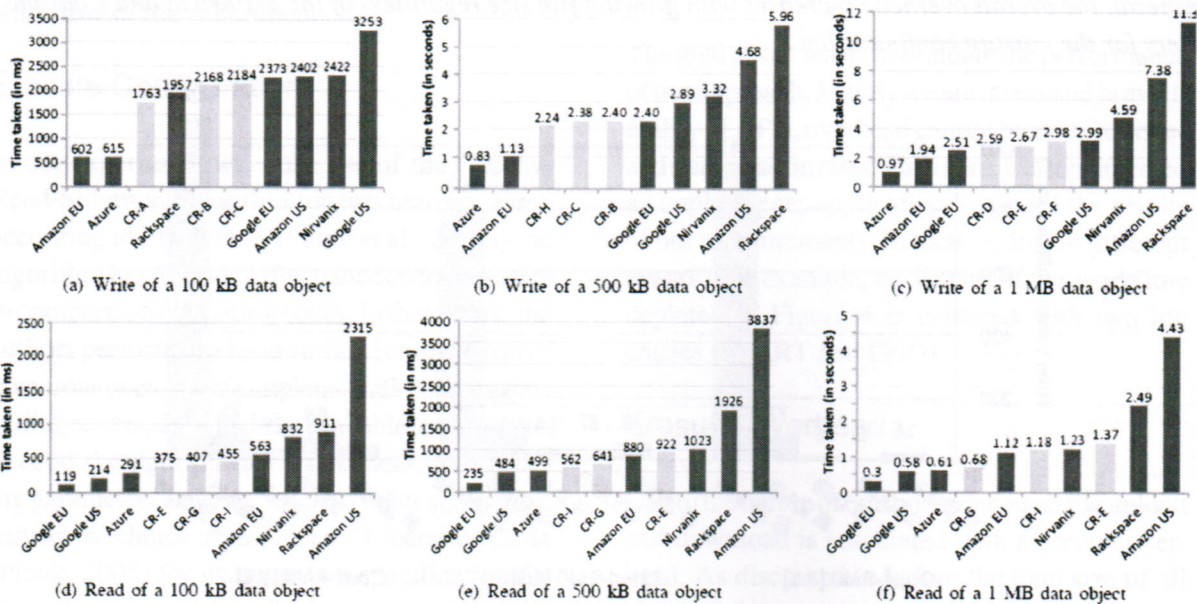 Time taken (in ms)
3500
3000
2500
2000
1500
1000
500
0
602
615
1763
1957
2168
2184
2373
2402
2422
3253
Amazon EU
Azure
Rackspace
CR-B
Google EU
Amazon US
Nirvanix
Google US
(a) Write of a 100 kB data object
Time taken (in seconds)
7
6
5
4
3
2
1
0
0.83
1.13
2.24
2.38
2.40
2.40
2.89
3.32
4.68
5.96
Azure
Amazon EU
CR-B
Google EU
Google US
Nirvanix
Amazon US
Rackspace
(b) Write of a 500 kB data object
Time taken (in seconds)
12
10
8
6
4
2
0
0.97
1.94
2.51
2.59
2.67
2.98
2.99
4.59
7.38
Azure
Amazon EU
Google EU
CR-D
Google US
Nirvanix
Amazon US
Rackspace
(c) Write of a 1 MB data object
Time taken (in ms)
2500
2000
1500
1000
500
0
119
214
291
375
407
455
563
832
911
2315
Google EU
Google US
Azure
CR-E
CR-G
Amazon EU
Nirvanix
Rackspace
Amazon US
(d) Read of a 100 kB data object
Time taken (in ms)
4000
3500
3000
2500
2000
1500
1000
500
0
235
484
499
562
641
880
922
1023
1926
3837
Google EU
Google US
Azure
CR-G
Amazon EU
Nirvanix
Rackspace
Amazon US
(e) Read of a 500 kB data object
Time taken (in seconds)
5
4
3
2
1
0
0.3
0.58
0.61
0.68
1.12
1.18
1.23
1.37
2.49
4.43
Google EU
Google US
Azure
CR-G
Amazon EU
Nirvanix
Rackspace
Amazon US
(f) Read of a 1 MB data object